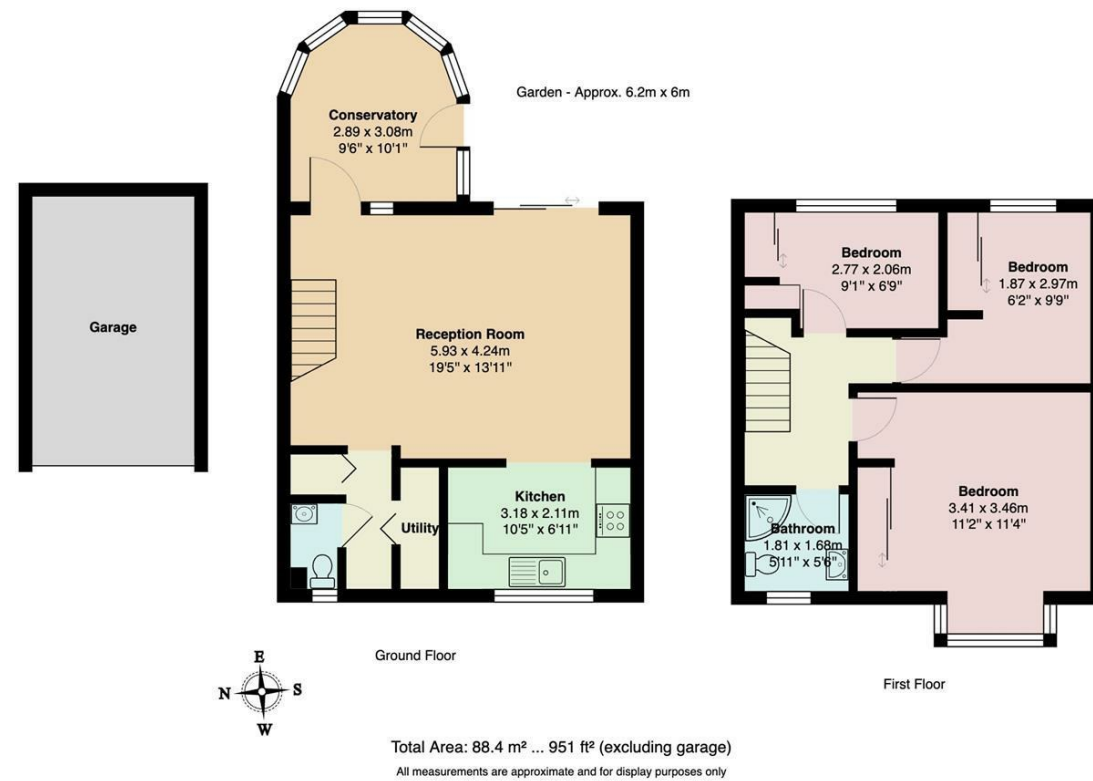 Garden - Approx. 6.2m x 6m
Conservatory
2.89 x 3.08m
9'6" x 10'1"
Garage
Reception Room
5.93 x 4.24m
19'5" x 13'11"
Kitchen
3.18 x 2.11m
10'5" x 6'11"
Utility
Ground Floor
Bedroom
2.77 x 2.06m
9'1" x 6'9"
Bedroom
1.87 x 2.97m
6'2" x 9'9"
Bedroom
3.41 x 3.46m
11'2" x 11'4"
Bathroom
1.81 x 1.68m
5'11" x 5'6"
First Floor
E
N
S
W
Total Area: 88.4 m² ... 951 ft² (excluding garage)
All measurements are approximate and for display purposes only